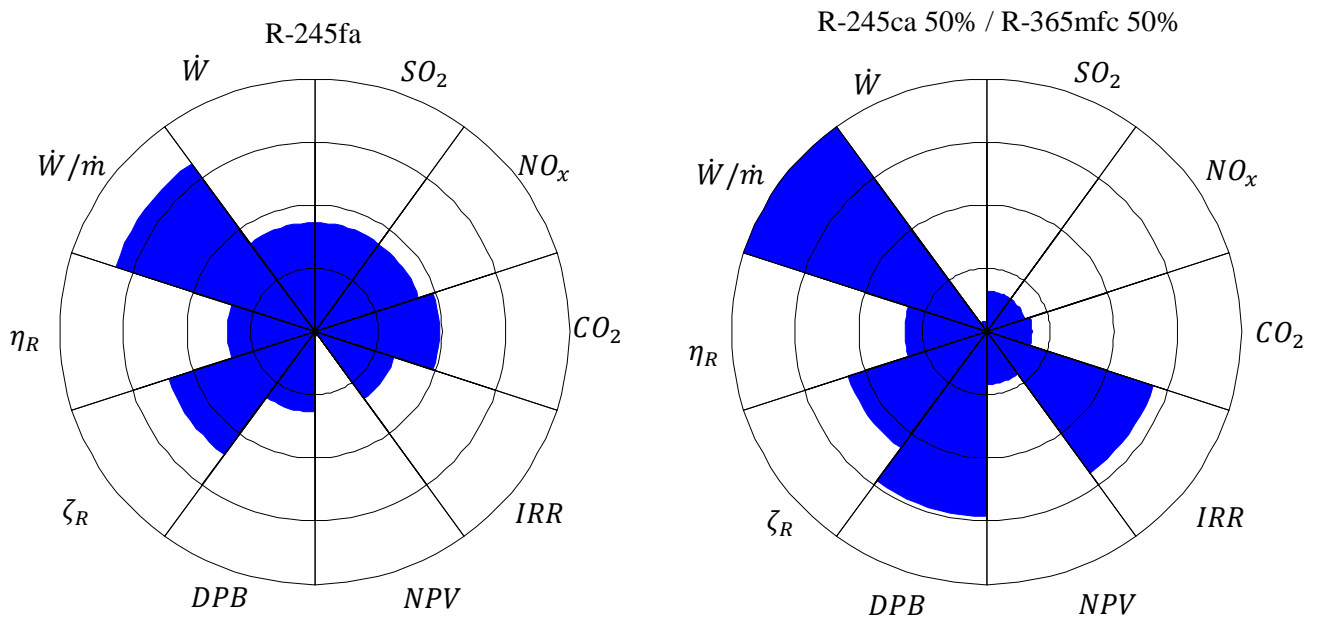 R-245fa
Ẇ
SO₂
Ẇ/ṁ
NOₓ
η_R
CO₂
ζ_R
IRR
DPB
NPV
R-245ca 50% / R-365mfc 50%
Ẇ
SO₂
Ẇ/ṁ
NOₓ
η_R
CO₂
ζ_R
IRR
DPB
NPV